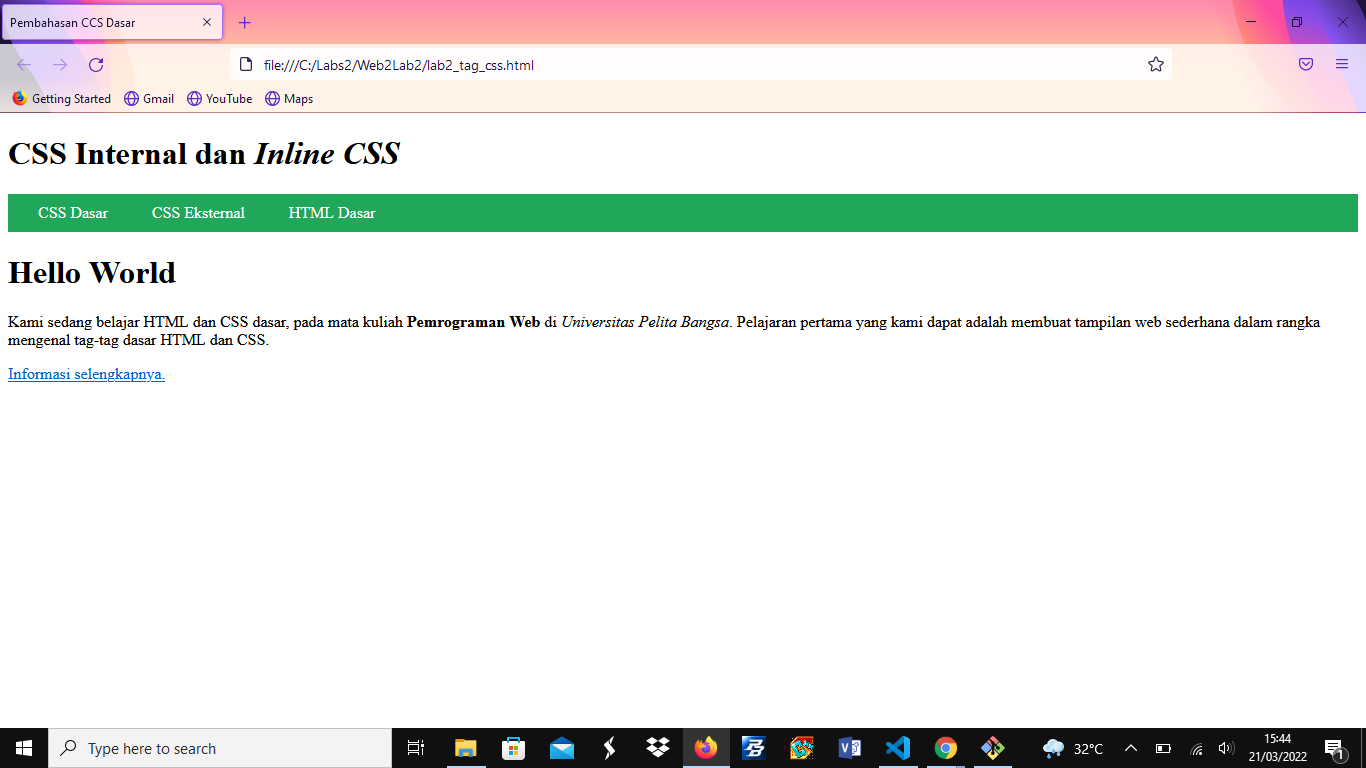 Pembahasan CCS Dasar
file:///C:/Labs2/Web2Lab2/lab2_tag_css.html
Getting Started Gmail YouTube Maps
CSS Internal dan Inline CSS
CSS Dasar CSS Eksternal HTML Dasar
Hello World
Kami sedang belajar HTML dan CSS dasar, pada mata kuliah Pemrograman Web di Universitas Pelita Bangsa. Pelajaran pertama yang kami dapat adalah membuat tampilan web sederhana dalam rangka
mengenal tag-tag dasar HTML dan CSS.
Informasi selengkapnya.
Type here to search
32°C
15:44
21/03/2022
1